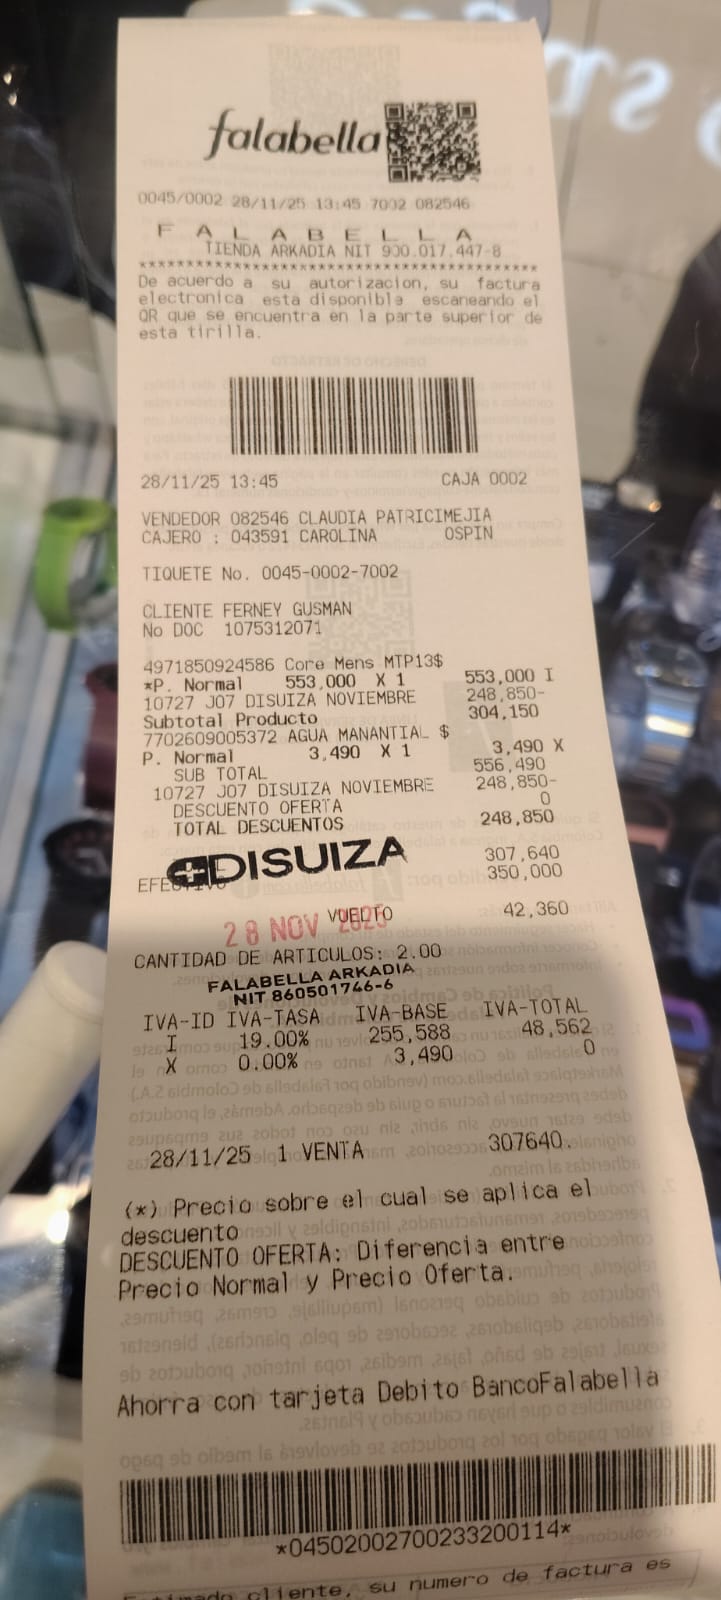 falabella
0045/0002 28/11/25 13:45 7002 082546
F A L A B E L L A
TIENDA ARKADIA NIT 900.017.447-8
****************************************
De acuerdo a su autorizacion, su factura
electronica esta disponible escaneando el
QR que se encuentra en la parte superior de
esta tirilla.
28/11/25 13:45 CAJA 0002
VENDEDOR 082546 CLAUDIA PATRICIMEJIA
CAJERO : 043591 CAROLINA OSPIN
TIQUETE No. 0045-0002-7002
CLIENTE FERNEY GUSMAN
No DOC 1075312071
4971850924586 Core Mens MTP13$
*P. Normal 553,000 X 1 553,000 I
10727 J07 DISUIZA NOVIEMBRE 248,850-
Subtotal Producto 304,150
7702609005372 AGUA MANANTIAL $
P. Normal 3,490 X 1 3,490 X
SUB TOTAL 556,490
10727 J07 DISUIZA NOVIEMBRE 248,850-
DESCUENTO OFERTA 0
TOTAL DESCUENTOS 248,850
DISUIZA 307,640
EFECTIVO 350,000
28 NOV 2025
VUELTO 42,360
CANTIDAD DE ARTICULOS: 2.00
FALABELLA ARKADIA
NIT 860501746-6
IVA-ID IVA-TASA IVA-BASE IVA-TOTAL
I 19.00% 255,588 48,562
X 0.00% 3,490 0
28/11/25 1 VENTA 307640.
(*) Precio sobre el cual se aplica el
descuento
DESCUENTO OFERTA: Diferencia entre
Precio Normal y Precio Oferta.
Ahorra con tarjeta Debito BancoFalabella
*04502002700233200114*
Estimado cliente, su numero de factura es